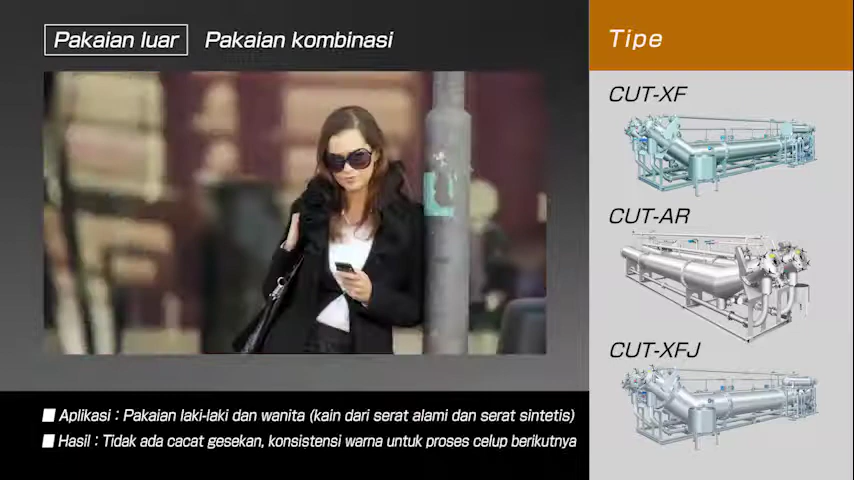 Pakaian luar Pakaian kombinasi
Tipe
CUT-XF
CUT-AR
CUT-XFJ
■ Aplikasi : Pakaian laki-laki dan wanita (kain dari serat alami dan serat sintetis)
■ Hasil : Tidak ada cacat gesekan, konsistensi warna untuk proses celup berikutnya